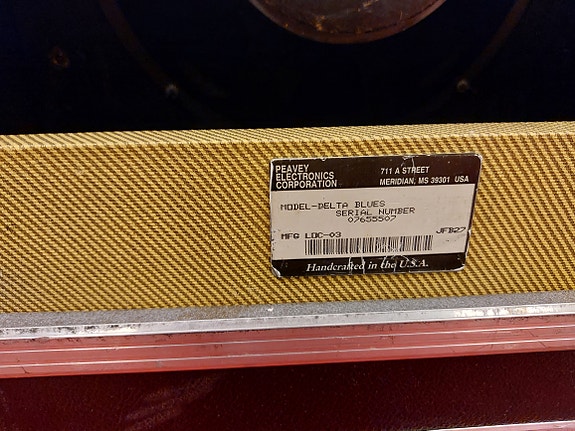 PEAVEY
ELECTRONICS
CORPORATION
711 A STREET
MERIDIAN, MS 39301 USA
MODEL-DELTA BLUES
SERIAL NUMBER
07655507
MFG LOC-03
JFB27
Handcrafted in the U.S.A.